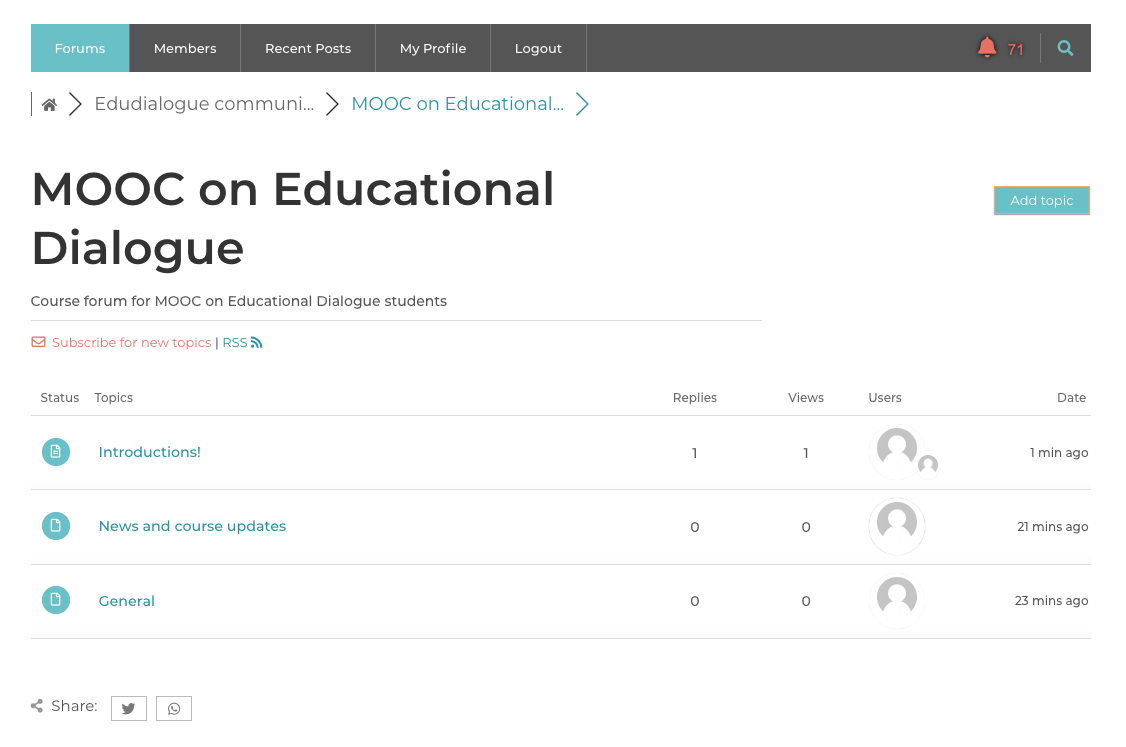 Forums Members Recent Posts My Profile Logout 71
Edudialogue communi... MOOC on Educational...
MOOC on Educational
Dialogue
Add topic
Course forum for MOOC on Educational Dialogue students
Subscribe for new topics | RSS
Status Topics Replies Views Users Date
Introductions! 1 1 1 min ago
News and course updates 0 0 21 mins ago
General 0 0 23 mins ago
Share: